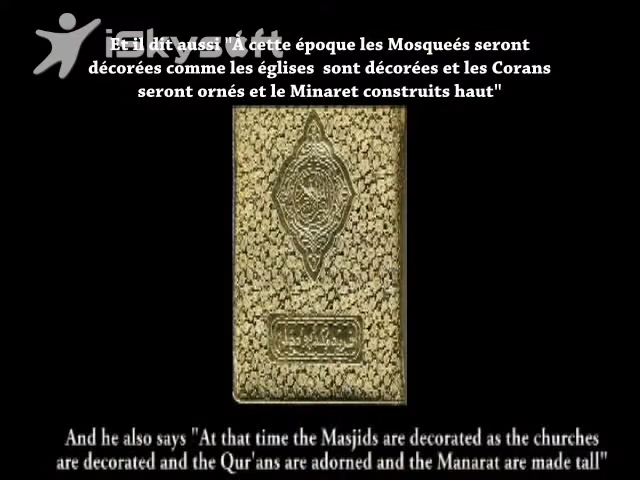 iSkysoft
Et il dit aussi "À cette époque les Mosqueés seront
décorées comme les églises sont décorées et les Corans
seront ornés et le Minaret construits haut"
And he also says "At that time the Masjids are decorated as the churches
are decorated and the Qur'ans are adorned and the Manarat are made tall"